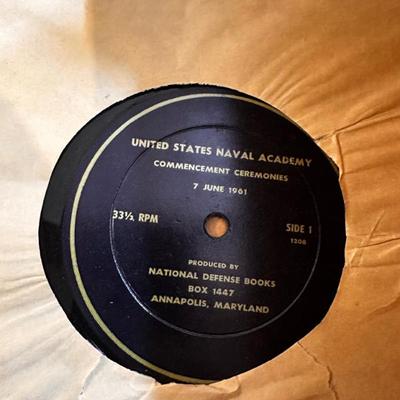 UNITED STATES NAVAL ACADEMY
COMMENCEMENT CEREMONIES
7 JUNE 1961
33⅓ RPM
SIDE 1
1208
PRODUCED BY
NATIONAL DEFENSE BOOKS
BOX 1447
ANNAPOLIS, MARYLAND